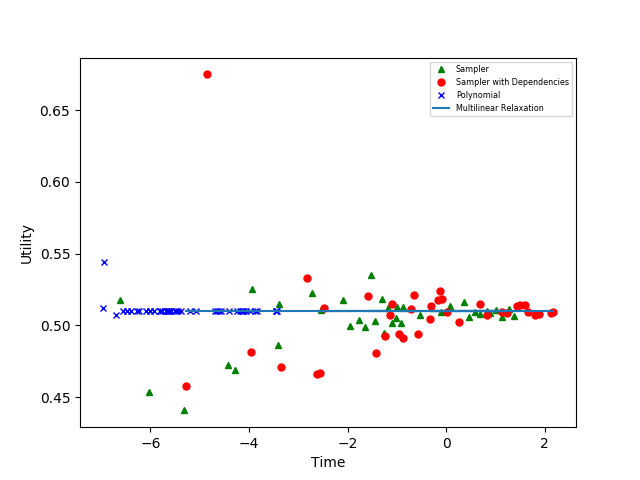 Sampler
Sampler with Dependencies
Polynomial
Multilinear Relaxation
0.65
0.60
0.55
0.50
0.45
Utility
−6
−4
−2
0
2
Time